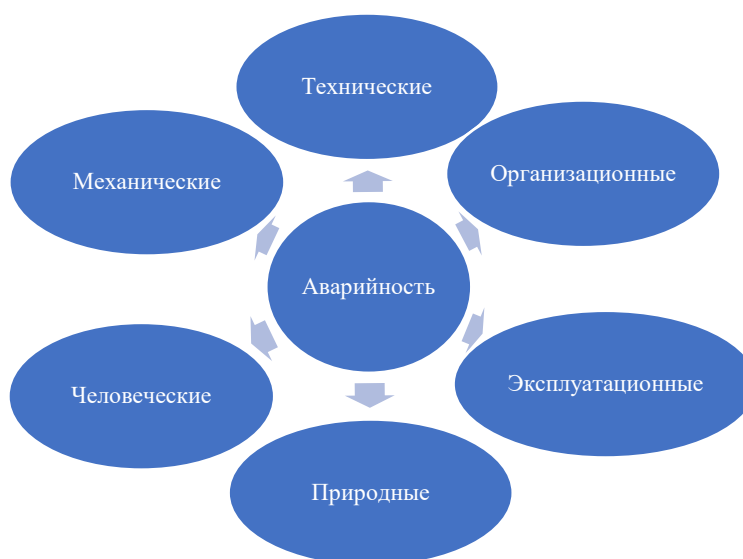 Технические
Механические
Организационные
Аварийность
Человеческие
Эксплуатационные
Природные